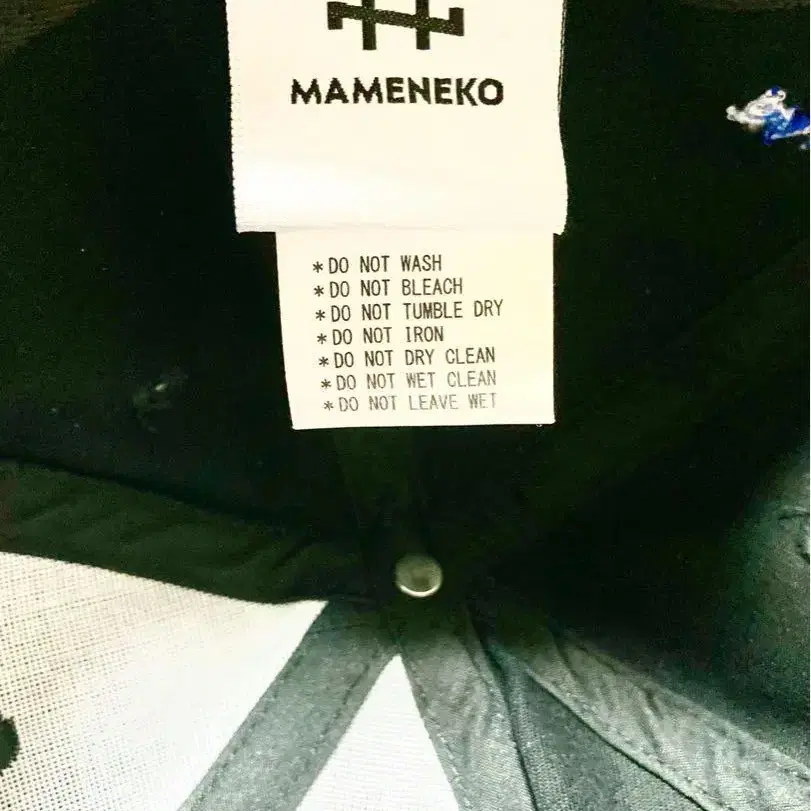 MAMENEKO
*DO NOT WASH
*DO NOT BLEACH
*DO NOT TUMBLE DRY
*DO NOT IRON
*DO NOT DRY CLEAN
*DO NOT WET CLEAN
*DO NOT LEAVE WET